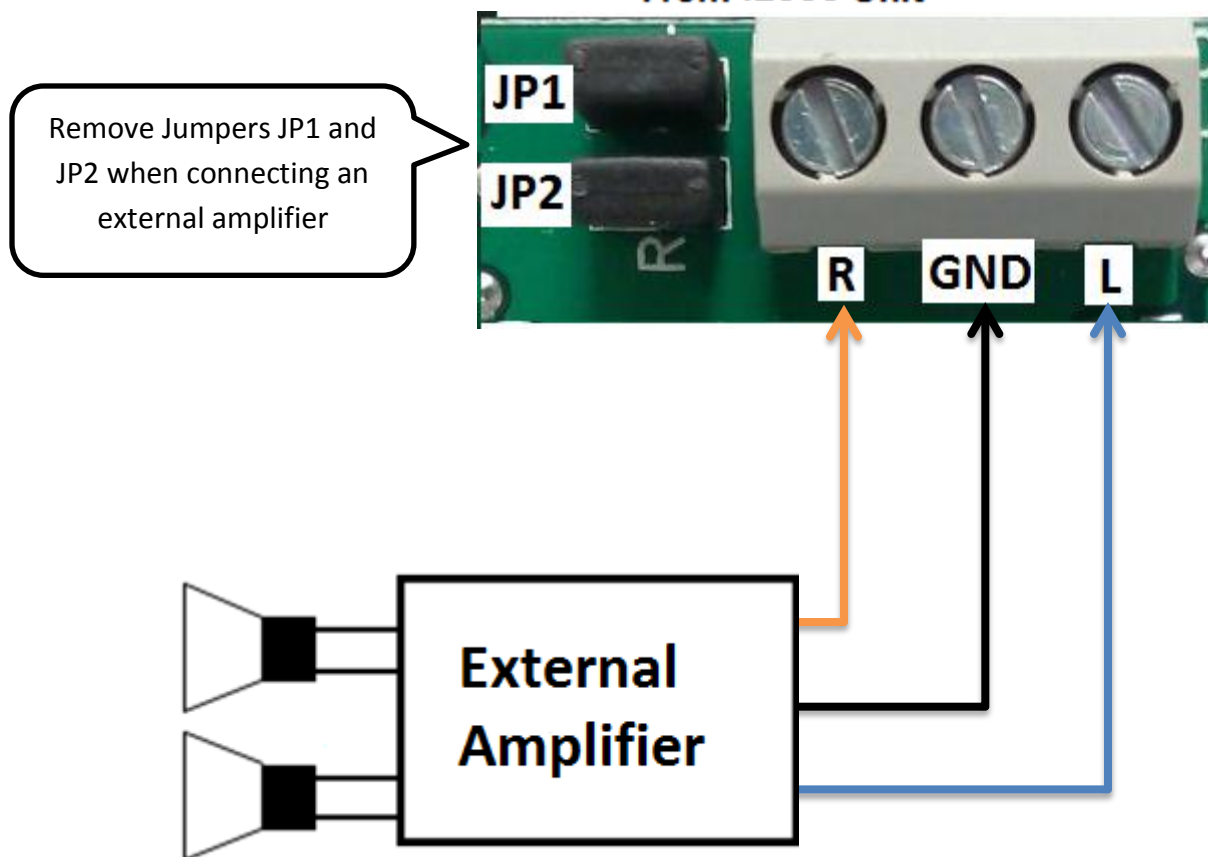 JP1
JP2
Remove Jumpers JP1 and
JP2 when connecting an
external amplifier
R
R
GND
L
External
Amplifier